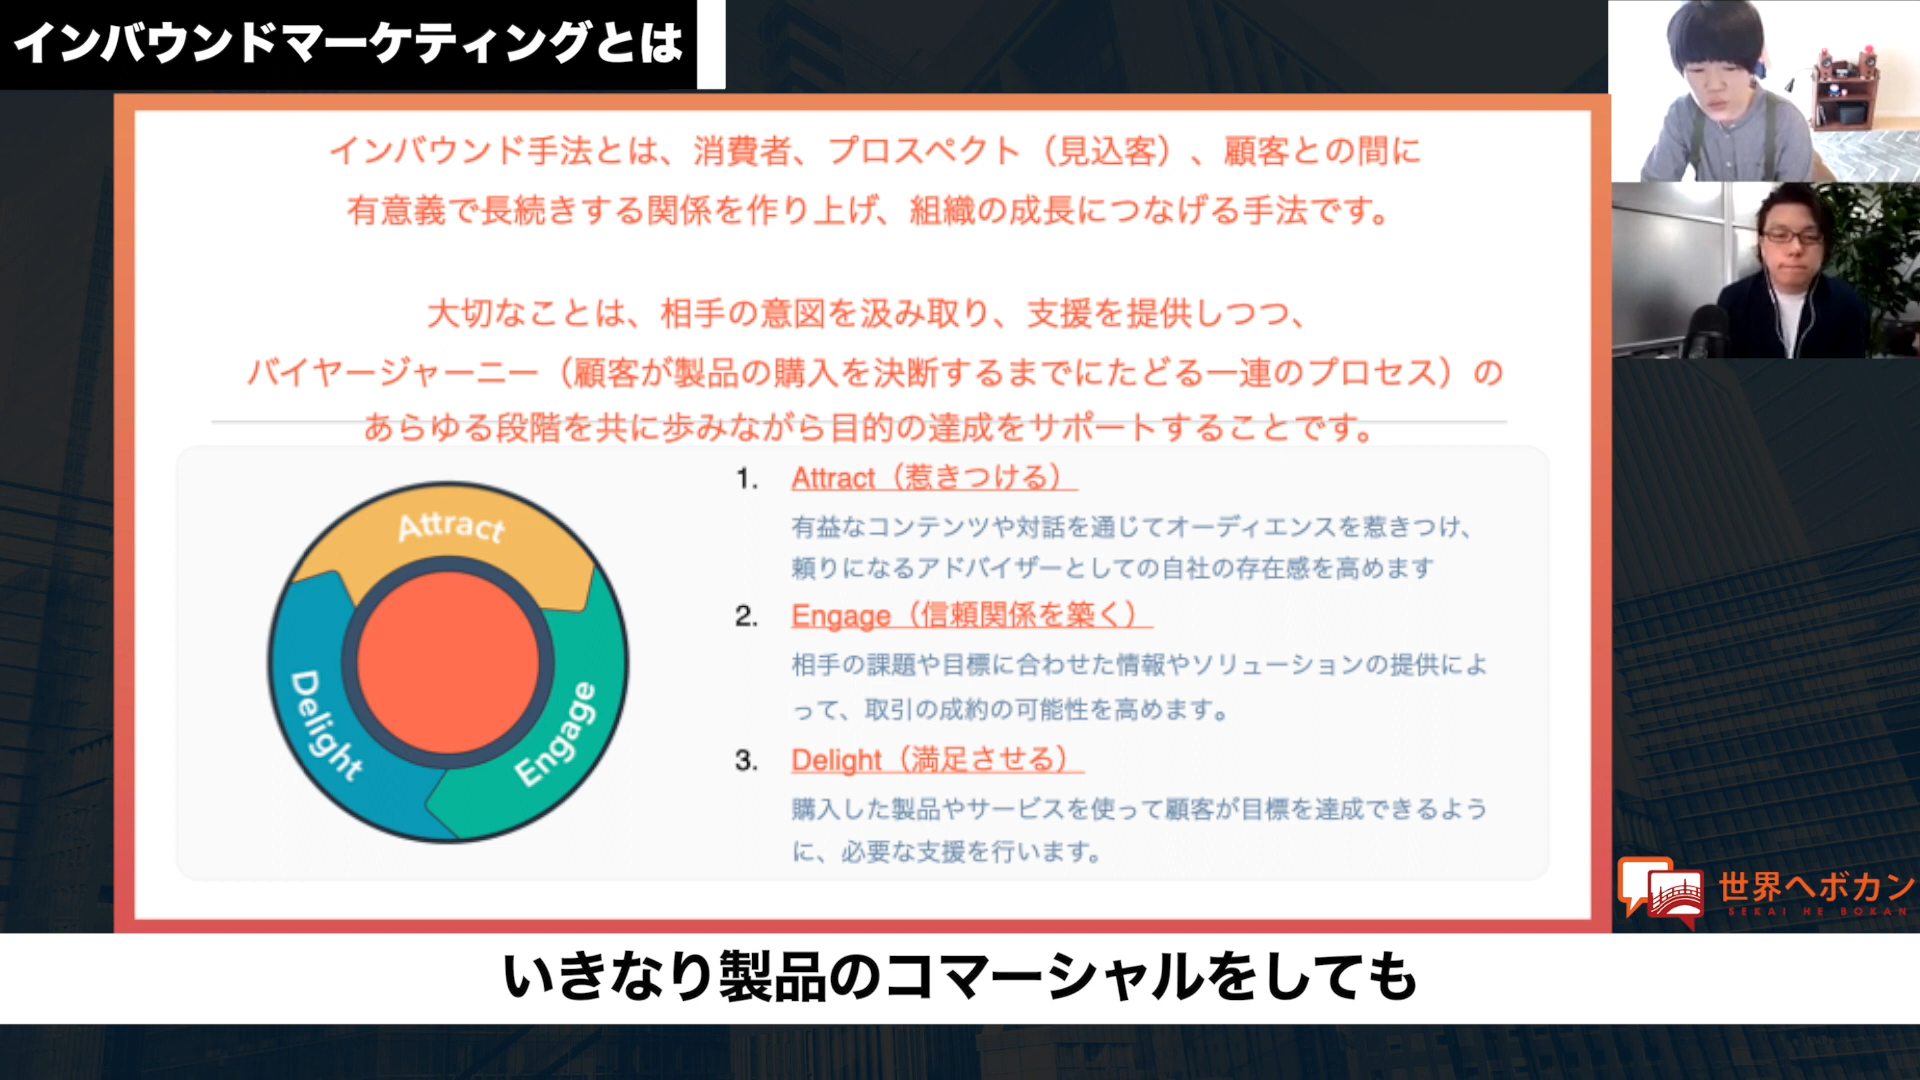 インバウンドマーケティングとは
インバウンド手法とは、消費者、プロスペクト（見込客）、顧客との間に
有意義で長続きする関係を作り上げ、組織の成長につなげる手法です。
大切なことは、相手の意図を汲み取り、支援を提供しつつ、
バイヤージャーニー（顧客が製品の購入を決断するまでにたどる一連のプロセス）の
あらゆる段階を共に歩みながら目的の達成をサポートすることです。
Attract
Engage
Delight
1. Attract（惹きつける）
有益なコンテンツや対話を通じてオーディエンスを惹きつけ、
頼りになるアドバイザーとしての自社の存在感を高めます
2. Engage（信頼関係を築く）
相手の課題や目標に合わせた情報やソリューションの提供によ
って、取引の成約の可能性を高めます。
3. Delight（満足させる）
購入した製品やサービスを使って顧客が目標を達成できるよう
に、必要な支援を行います。
世界へボカン
SEKAI HE BOKAN
いきなり製品のコマーシャルをしても